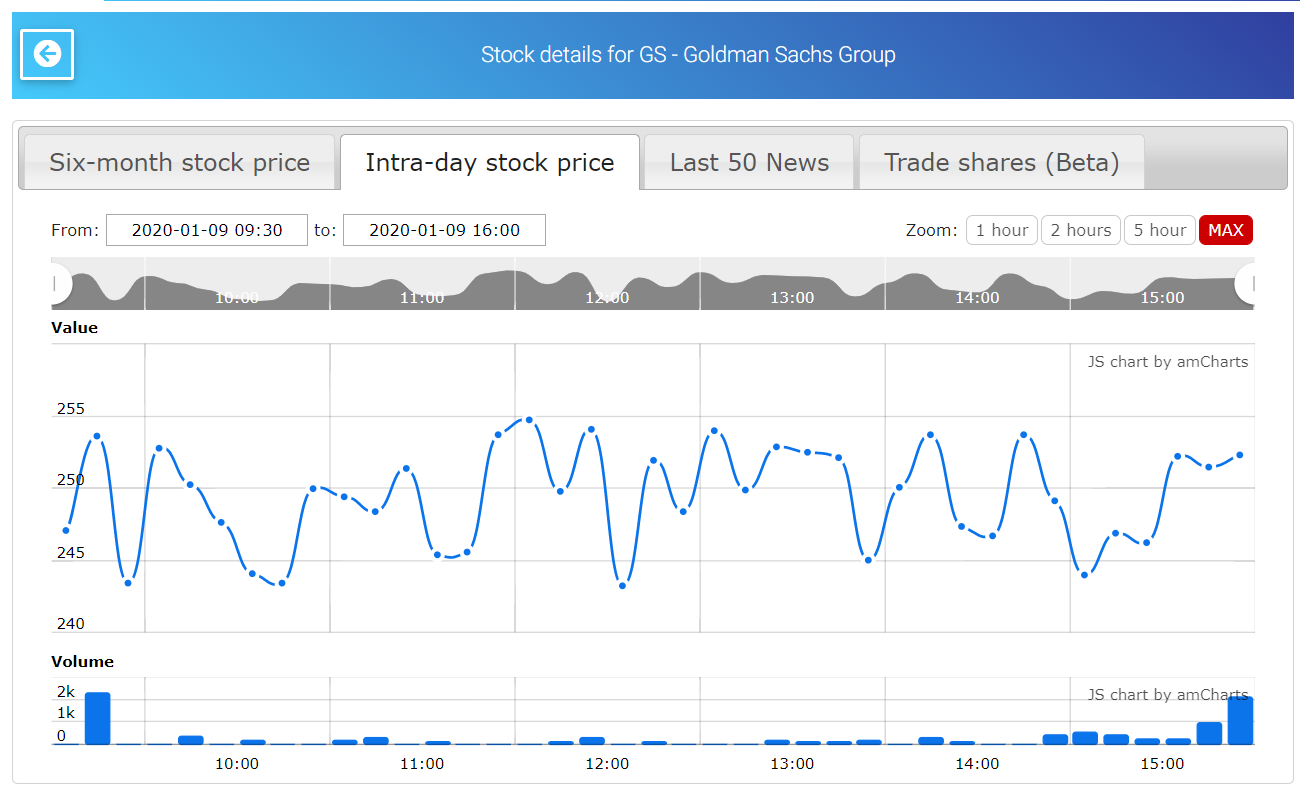 Stock details for GS - Goldman Sachs Group
Six-month stock price Intra-day stock price Last 50 News Trade shares (Beta)
From: 2020-01-09 09:30 to: 2020-01-09 16:00 Zoom: 1 hour 2 hours 5 hour MAX
10:00 11:00 12:00 13:00 14:00 15:00
Value
JS chart by amCharts
255
250
245
240
Volume
JS chart by amCharts
2k
1k
0
10:00 11:00 12:00 13:00 14:00 15:00